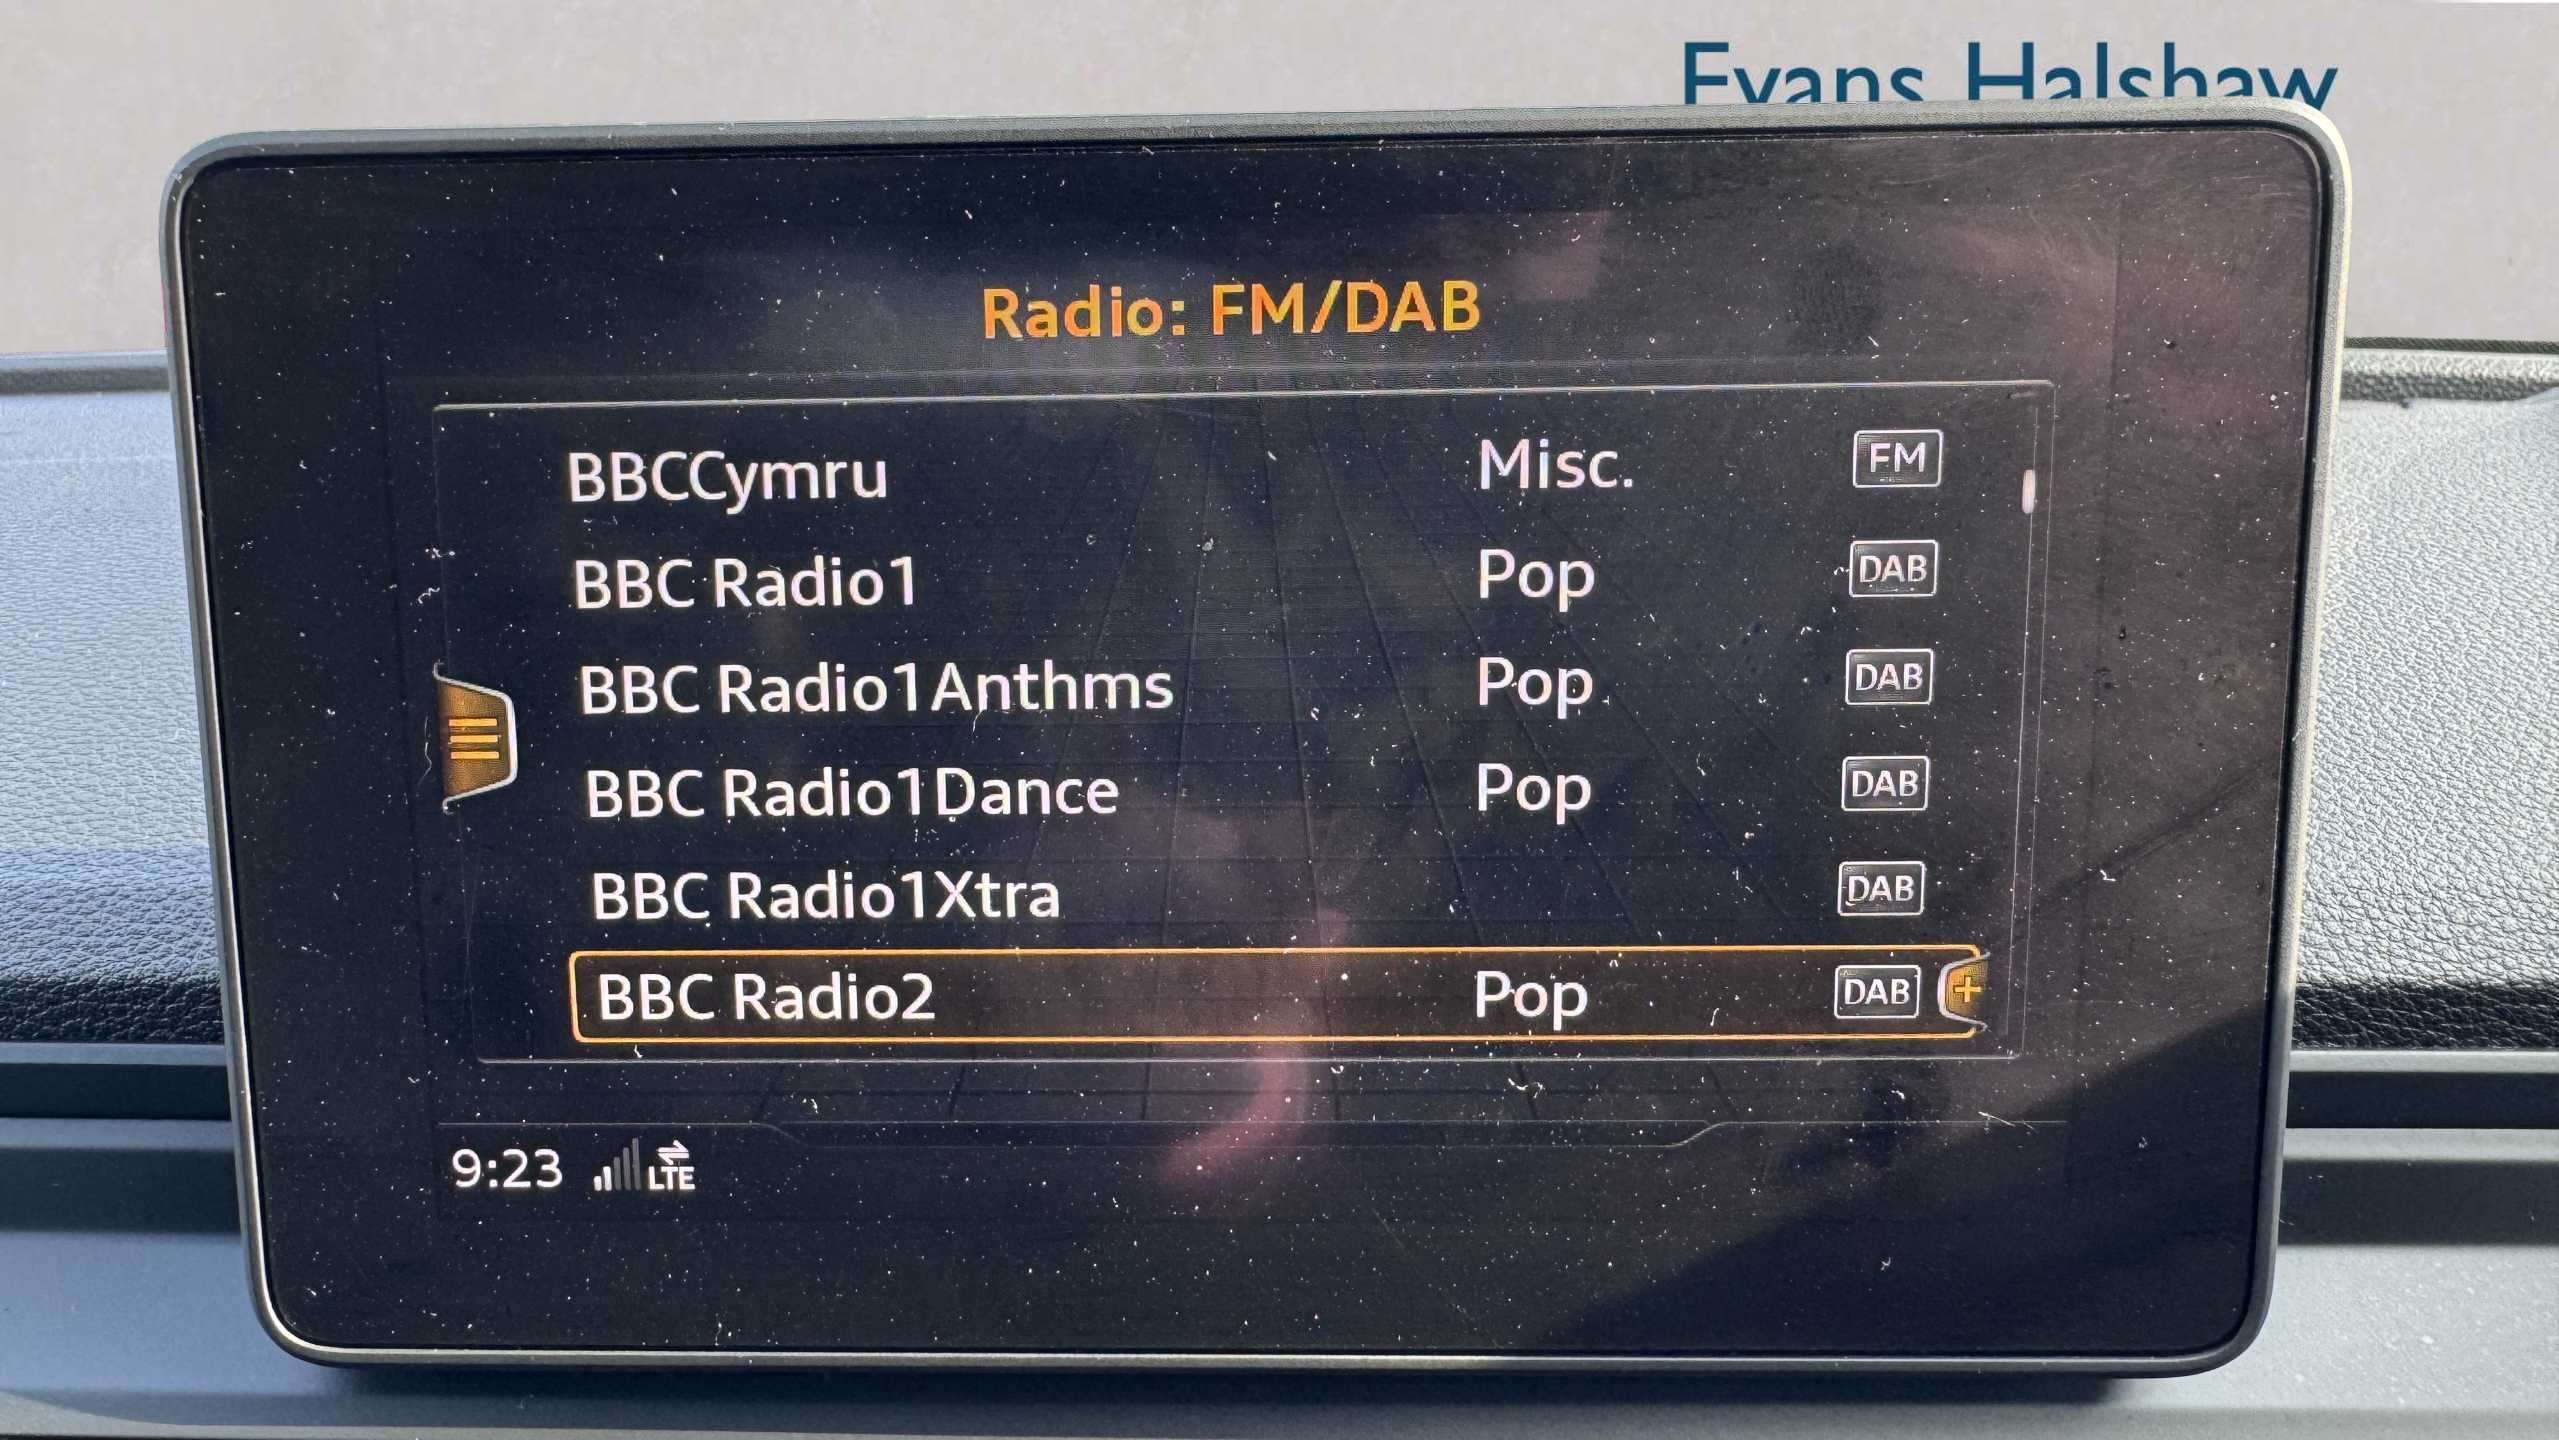 Evans Halshaw
Radio: FM/DAB
BBCCymru Misc. FM
BBC Radio1 Pop DAB
BBC Radio1Anthms Pop DAB
BBC Radio1Dance Pop DAB
BBC Radio1Xtra DAB
BBC Radio2 Pop DAB +
9:23 LTE